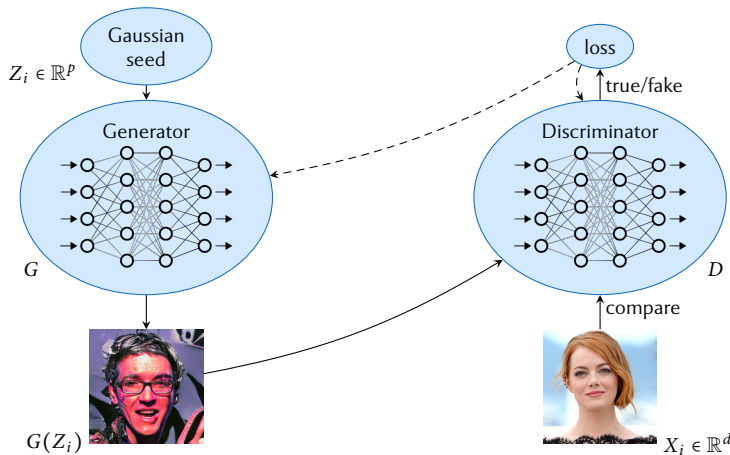 Gaussian
seed
loss
Z_i ∈ ℝ^p
true/fake
Generator
Discriminator
G
D
compare
G(Z_i)
X_i ∈ ℝ^d